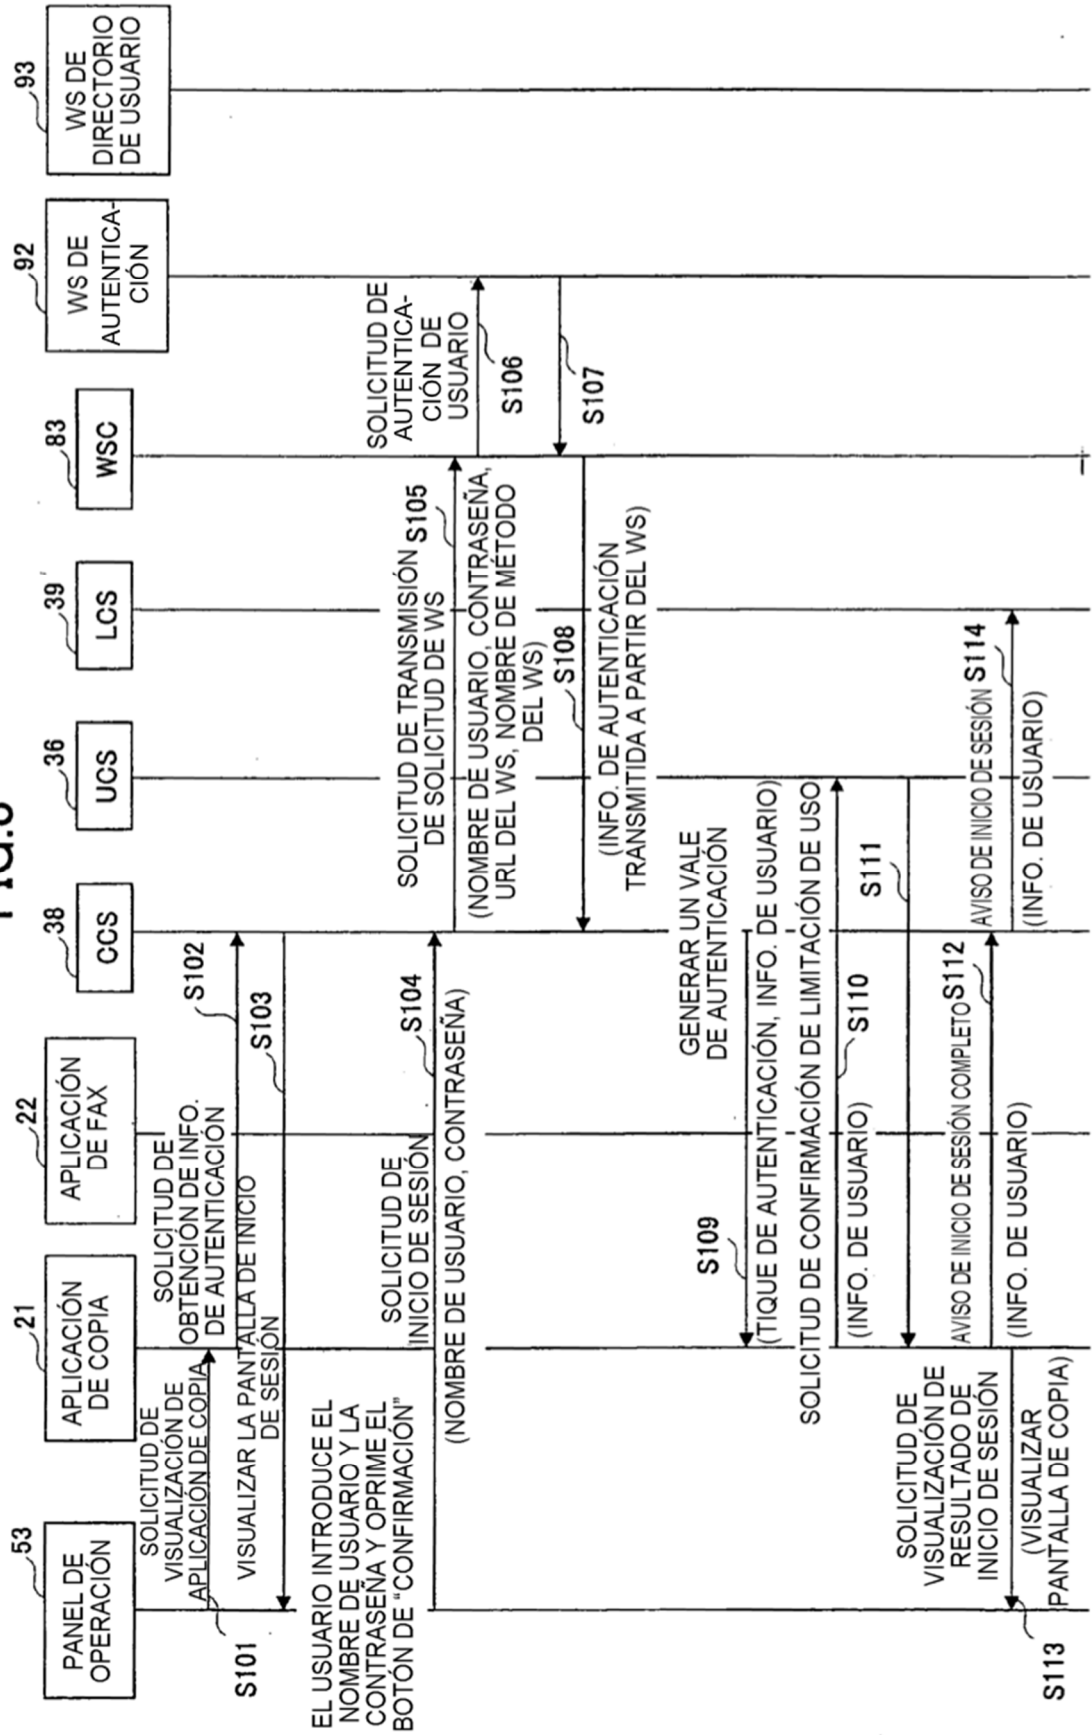 FIG.8
53
PANEL DE
OPERACIÓN
21
APLICACIÓN
DE COPIA
22
APLICACIÓN
DE FAX
38
CCS
36
UCS
39
LCS
83
WSC
92
WS DE
AUTENTICA-
CIÓN
93
WS DE
DIRECTORIO
DE USUARIO
SOLICITUD DE
VISUALIZACIÓN DE
APLICACIÓN DE COPIA
S101
SOLICITUD DE
OBTENCIÓN DE INFO.
DE AUTENTICACIÓN
S102
VISUALIZAR LA PANTALLA DE INICIO
DE SESIÓN
S103
EL USUARIO INTRODUCE EL
NOMBRE DE USUARIO Y LA
CONTRASEÑA Y OPRIME EL
BOTÓN DE “CONFIRMACIÓN”
SOLICITUD DE
INICIO DE SESIÓN
S104
(NOMBRE DE USUARIO, CONTRASEÑA)
SOLICITUD DE TRANSMISIÓN
DE SOLICITUD DE WS
S105
(NOMBRE DE USUARIO, CONTRASEÑA,
URL DEL WS, NOMBRE DE MÉTODO
DEL WS)
SOLICITUD DE
AUTENTICA-
CIÓN DE
USUARIO
S106
S107
S108
(INFO. DE AUTENTICACIÓN
TRANSMITIDA A PARTIR DEL WS)
GENERAR UN VALE
DE AUTENTICACIÓN
S109
(TIQUE DE AUTENTICACIÓN, INFO. DE USUARIO)
SOLICITUD DE CONFIRMACIÓN DE LIMITACIÓN DE USO
S110
(INFO. DE USUARIO)
S111
AVISO DE INICIO DE SESIÓN COMPLETO
S112
(INFO. DE USUARIO)
SOLICITUD DE
VISUALIZACIÓN DE
RESULTADO DE
INICIO DE SESIÓN
(VISUALIZAR
PANTALLA DE COPIA)
S113
AVISO DE INICIO DE SESIÓN
S114
(INFO. DE USUARIO)